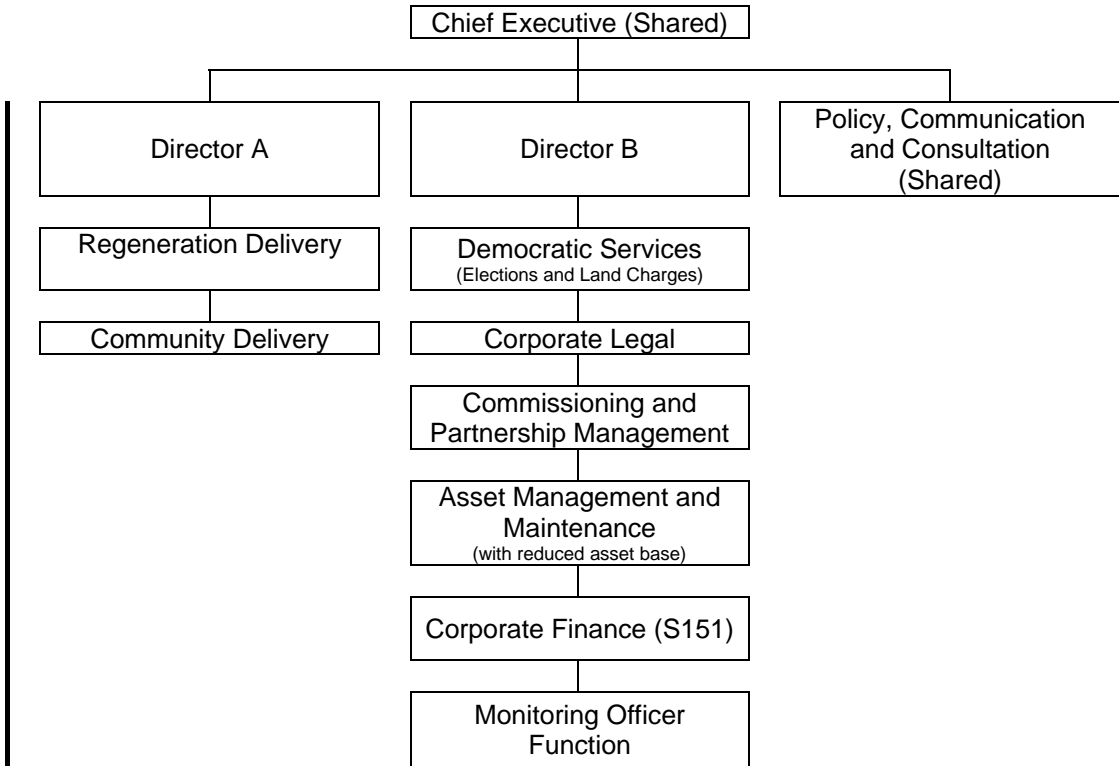 Chief Executive (Shared)
Director A
Director B
Policy, Communication
and Consultation
(Shared)
Regeneration Delivery
Democratic Services
(Elections and Land Charges)
Community Delivery
Corporate Legal
Commissioning and
Partnership Management
Asset Management and
Maintenance
(with reduced asset base)
Corporate Finance (S151)
Monitoring Officer
Function